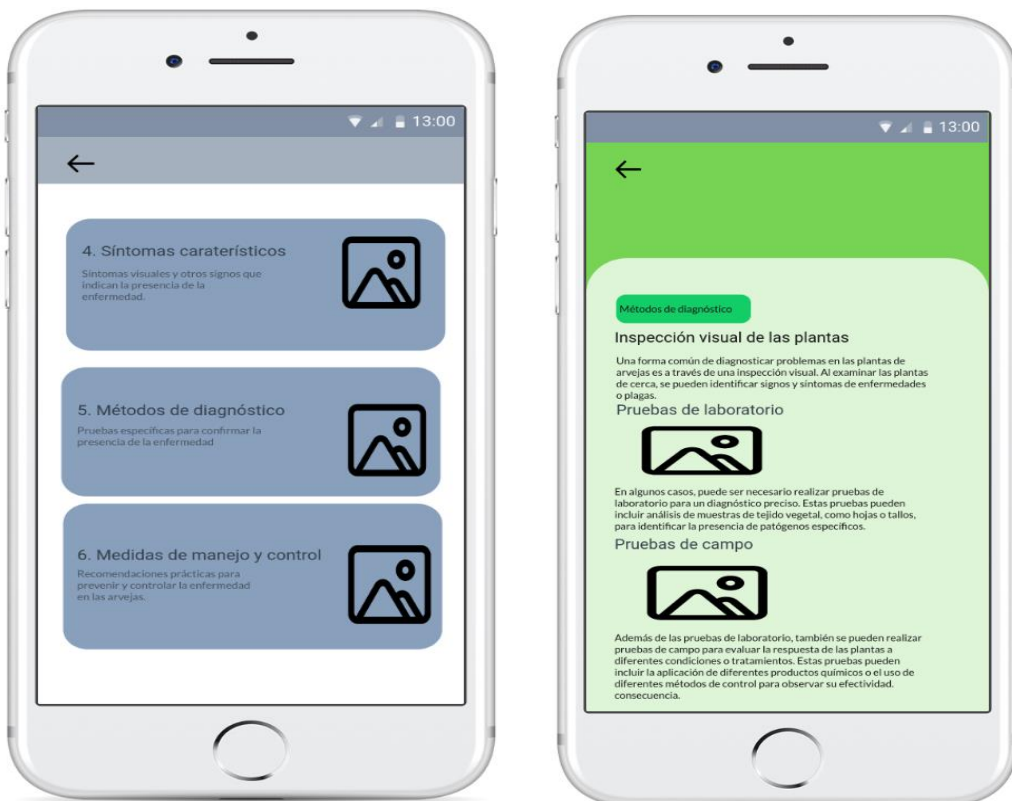 13:00
4. Síntomas caraterísticos
Síntomas visuales y otros signos que
indican la presencia de la
enfermedad.
5. Métodos de diagnóstico
Pruebas específicas para confirmar la
presencia de la enfermedad
6. Medidas de manejo y control
Recomendaciones prácticas para
prevenir y controlar la enfermedad
en las arvejas.
13:00
Métodos de diagnóstico
Inspección visual de las plantas
Una forma común de diagnosticar problemas en las plantas de
arvejas es a través de una inspección visual. Al examinar las plantas
de cerca, se pueden identificar signos y síntomas de enfermedades
o plagas.
Pruebas de laboratorio
En algunos casos, puede ser necesario realizar pruebas de
laboratorio para un diagnóstico preciso. Estas pruebas pueden
incluir análisis de muestras de tejido vegetal, como hojas o tallos,
para identificar la presencia de patógenos específicos.
Pruebas de campo
Además de las pruebas de laboratorio, también se pueden realizar
pruebas de campo para evaluar la respuesta de las plantas a
diferentes condiciones o tratamientos. Estas pruebas pueden
incluir la aplicación de diferentes productos químicos o el uso de
diferentes métodos de control para observar su efectividad.
consecuencia.